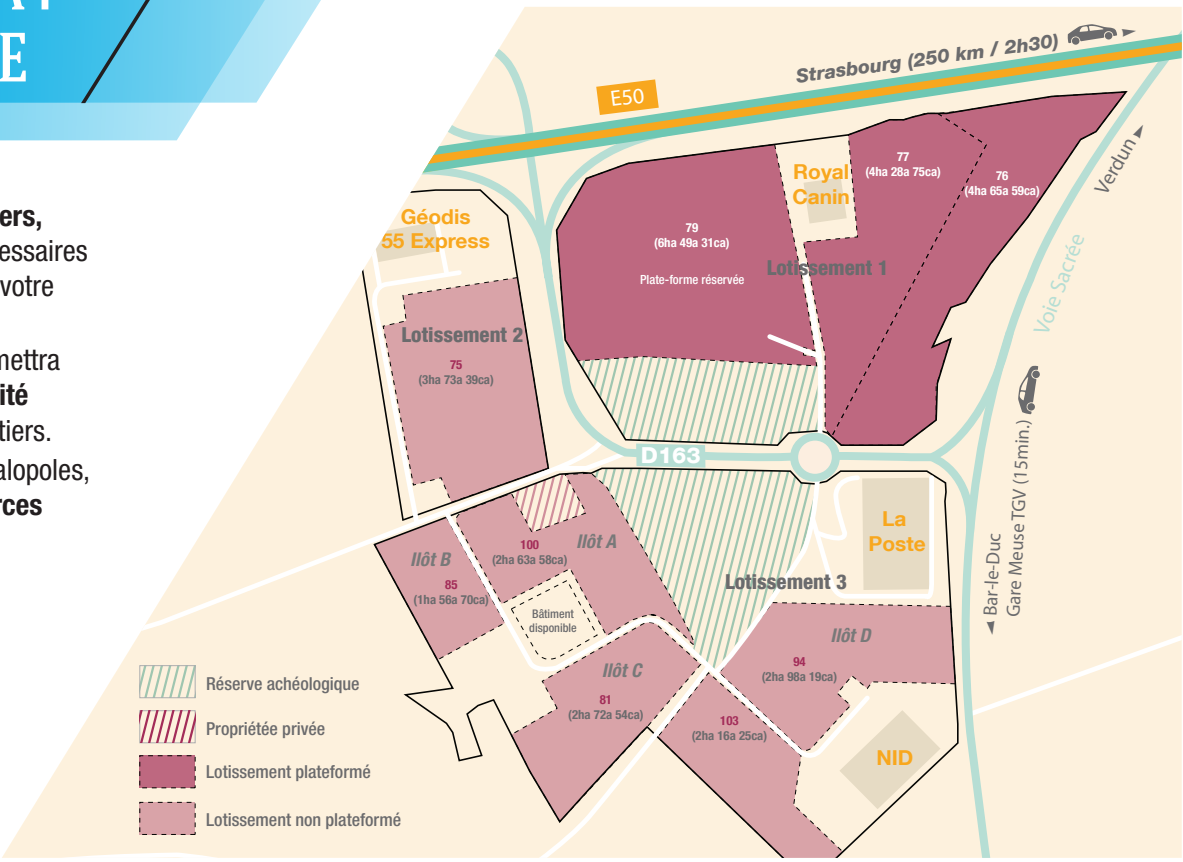 E
ers,
essaires
votre
mettra
ité
tiers.
alopoles,
rces
Strasbourg (250 km / 2h30)
E50
Verdun
Voie Sacrée
Bar-le-Duc
Gare Meuse TGV (15min.)
Géodis
55 Express
Royal
Canin
77
(4ha 28a 75ca)
76
(4ha 65a 59ca)
79
(6ha 49a 31ca)
Plate-forme réservée
Lotissement 1
Lotissement 2
75
(3ha 73a 39ca)
D163
La
Poste
Lotissement 3
Ilôt A
100
(2ha 63a 58ca)
Ilôt B
85
(1ha 56a 70ca)
Bâtiment
disponible
Ilôt C
81
(2ha 72a 54ca)
Ilôt D
94
(2ha 98a 19ca)
103
(2ha 16a 25ca)
NID
Réserve achéologique
Propriétée privée
Lotissement plateformé
Lotissement non plateformé